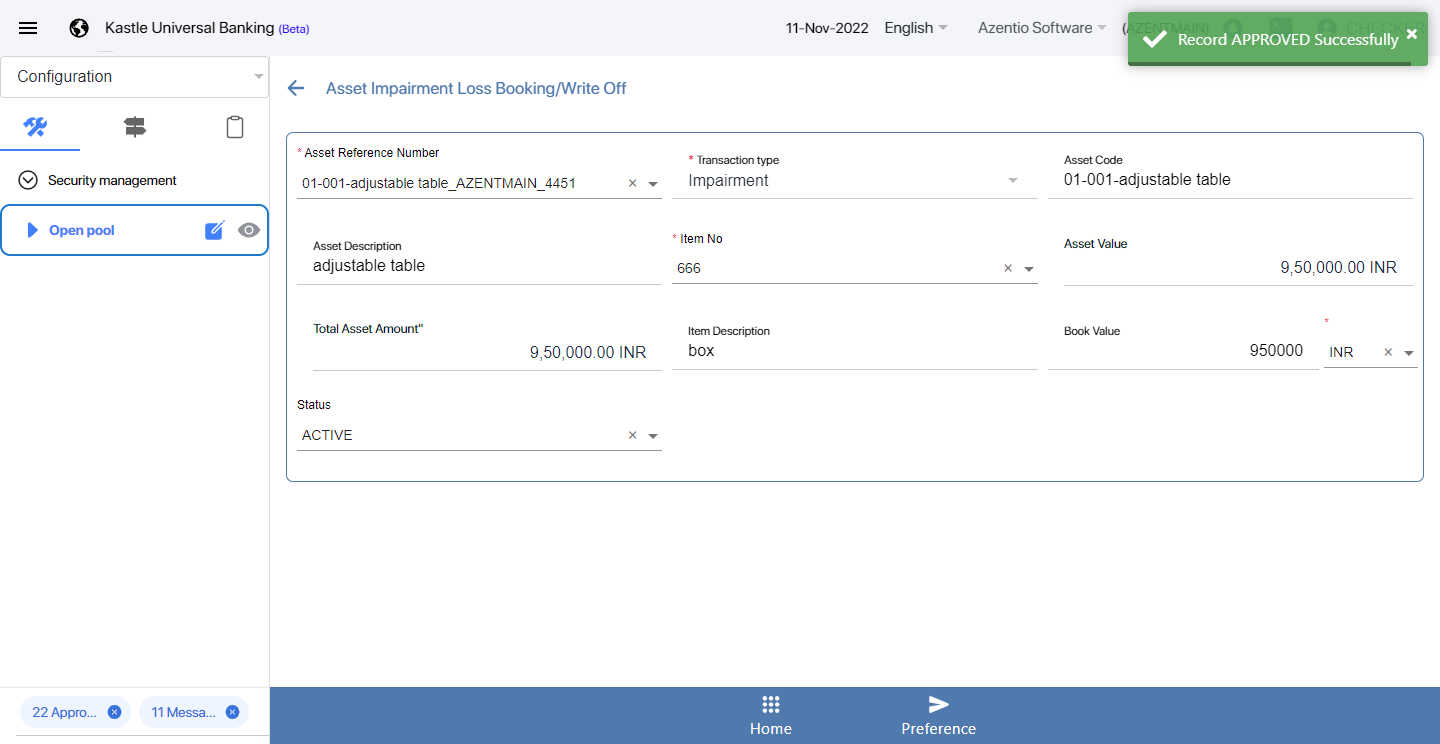 Kastle Universal Banking (Beta)
11-Nov-2022
English
Azentio Software
(AZENTMAIN)
CHECKER
Record APPROVED Successfully
Configuration
Asset Impairment Loss Booking/Write Off
Security management
Open pool
* Asset Reference Number
01-001-adjustable table_AZENTMAIN_4451
* Transaction type
Impairment
Asset Code
01-001-adjustable table
Asset Description
adjustable table
* Item No
666
Asset Value
9,50,000.00 INR
Total Asset Amount"
9,50,000.00 INR
Item Description
box
Book Value
950000
*
INR
Status
ACTIVE
22 Appro...
11 Messa...
Home
Preference